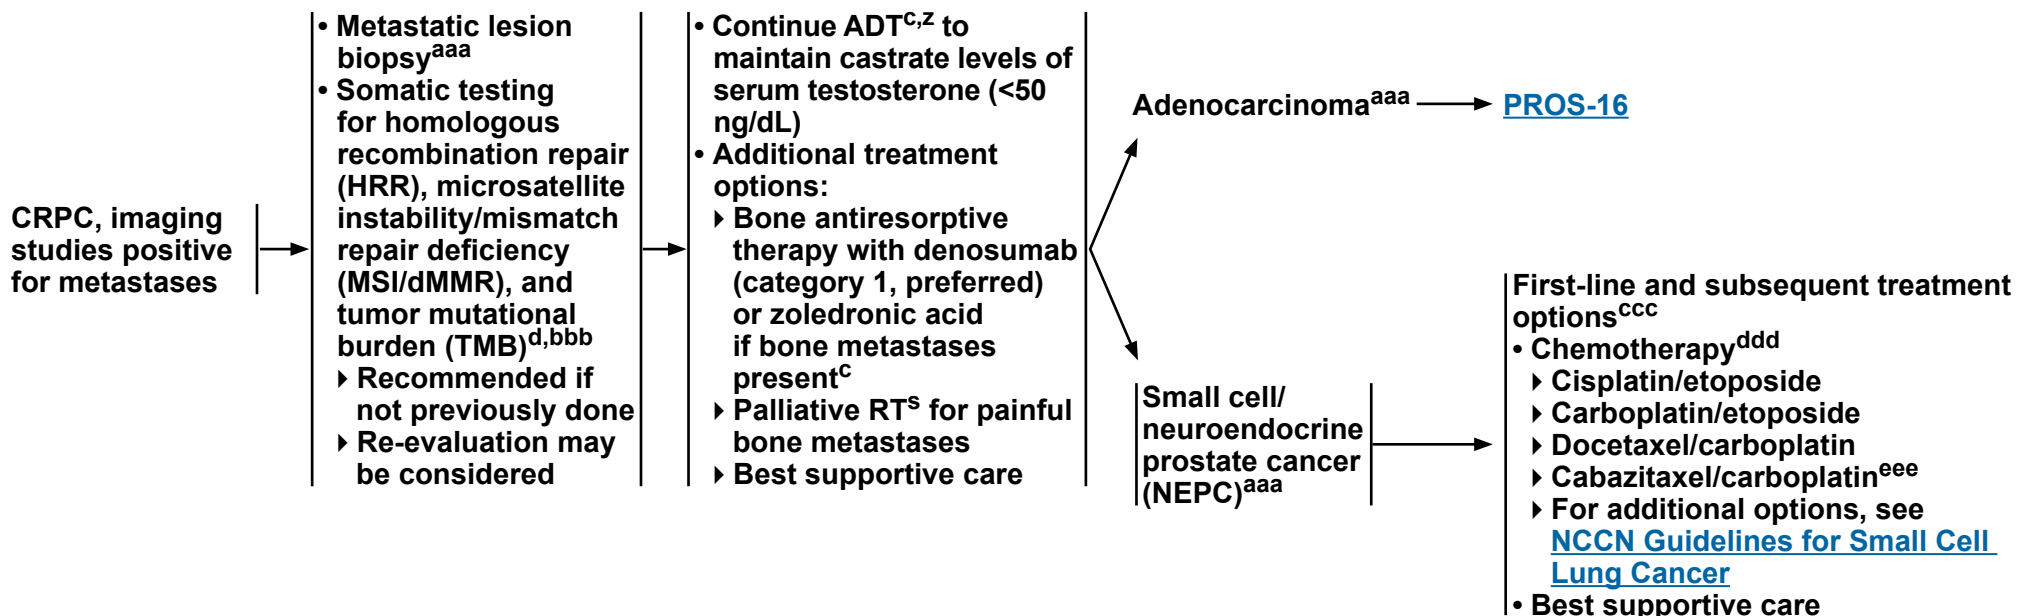 CRPC, imaging
studies positive
for metastases
• Metastatic lesion
biopsyaaa
• Somatic testing
for homologous
recombination repair
(HRR), microsatellite
instability/mismatch
repair deficiency
(MSI/dMMR), and
tumor mutational
burden (TMB)d,bbb
▸ Recommended if
not previously done
▸ Re-evaluation may
be considered
• Continue ADTc,z to
maintain castrate levels of
serum testosterone (<50
ng/dL)
• Additional treatment
options:
▸ Bone antiresorptive
therapy with denosumab
(category 1, preferred)
or zoledronic acid
if bone metastases
presentc
▸ Palliative RTs for painful
bone metastases
▸ Best supportive care
Adenocarcinomaaaa
PROS-16
Small cell/
neuroendocrine
prostate cancer
(NEPC)aaa
First-line and subsequent treatment
optionsccc
• Chemotherapyddd
▸ Cisplatin/etoposide
▸ Carboplatin/etoposide
▸ Docetaxel/carboplatin
▸ Cabazitaxel/carboplatineee
▸ For additional options, see
NCCN Guidelines for Small Cell
Lung Cancer
• Best supportive care